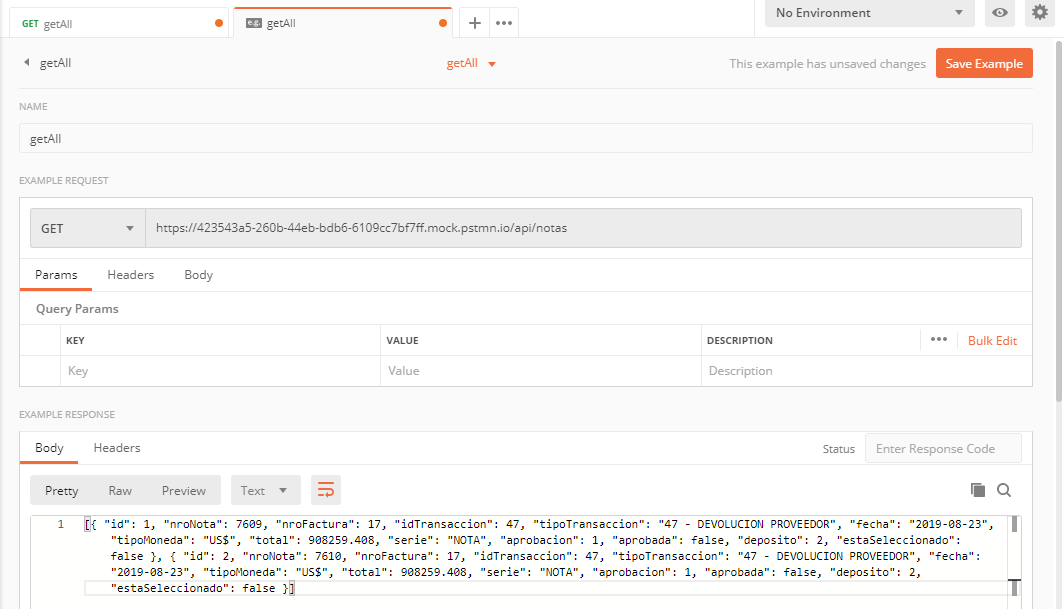 GET getAll
e.g. getAll
No Environment
getAll
getAll
This example has unsaved changes
Save Example
NAME
getAll
EXAMPLE REQUEST
GET
https://423543a5-260b-44eb-bdb6-6109cc7bf7ff.mock.pstmn.io/api/notas
Params Headers Body
Query Params
KEY VALUE DESCRIPTION Bulk Edit
Key Value Description
EXAMPLE RESPONSE
Body Headers Status Enter Response Code
Pretty Raw Preview Text
1 [{ "id": 1, "nroNota": 7609, "nroFactura": 17, "idTransaccion": 47, "tipoTransaccion": "47 - DEVOLUCION PROVEEDOR", "fecha": "2019-08-23",
"tipoMoneda": "US$", "total": 908259.408, "serie": "NOTA", "aprobacion": 1, "aprobada": false, "deposito": 2, "estaSeleccionado":
false }, { "id": 2, "nroNota": 7610, "nroFactura": 17, "idTransaccion": 47, "tipoTransaccion": "47 - DEVOLUCION PROVEEDOR", "fecha":
"2019-08-23", "tipoMoneda": "US$", "total": 908259.408, "serie": "NOTA", "aprobacion": 1, "aprobada": false, "deposito": 2,
"estaSeleccionado": false }]